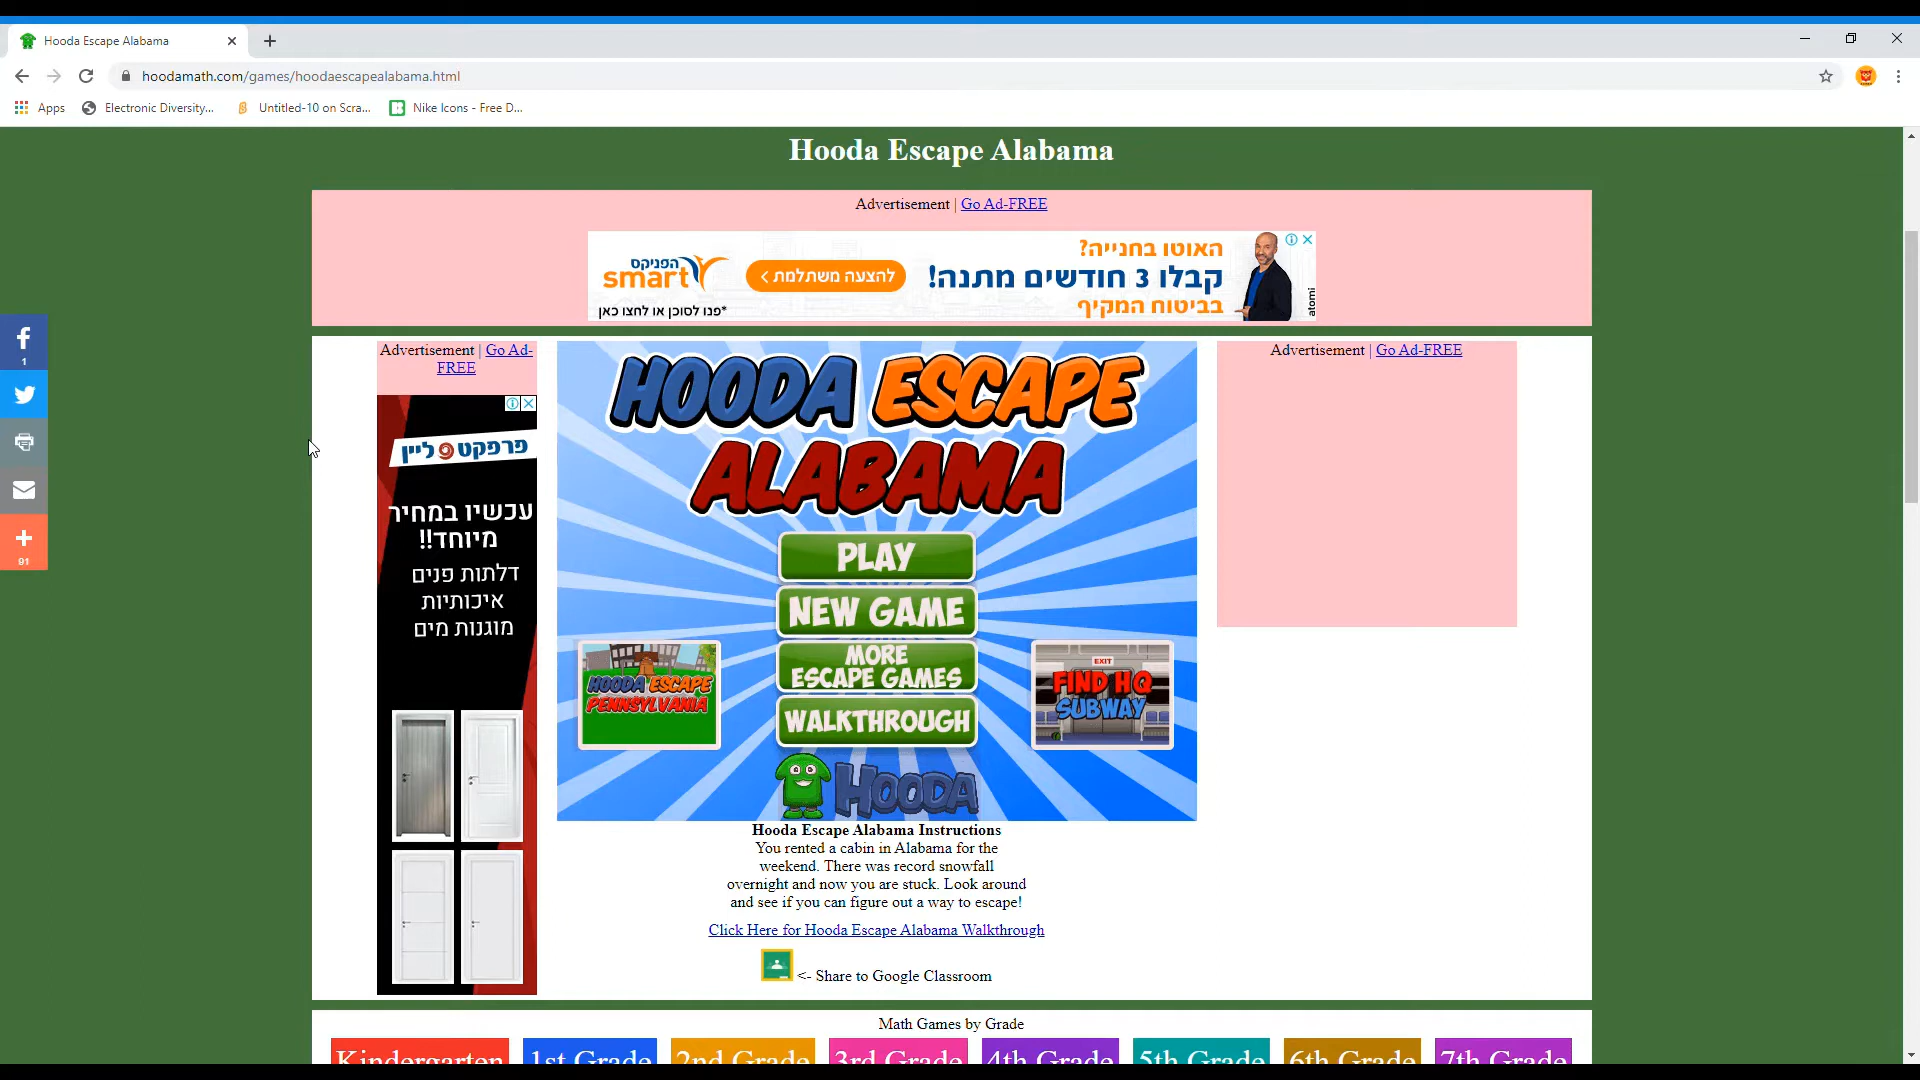 Hooda Escape Alabama
hoodamath.com/games/hoodaescapealabama.html
Apps
Electronic Diversity...
Untitled-10 on Scra...
Nike Icons - Free D...
Hooda Escape Alabama
Advertisement | Go Ad-FREE
האוטו בחנייה?
קבלו 3 חודשים מתנה!
בביטוח המקיף
להצעה משתלמת >
הפניקס
smart
*פנו לסוכן או לחצו כאן
atomi
1
91
Advertisement | Go Ad-
FREE
פרפקט ליין
עכשיו במחיר
מיוחד!!
דלתות פנים
איכותיות
מוגנות מים
HOODA ESCAPE
ALABAMA
PLAY
NEW GAME
MORE
ESCAPE GAMES
WALKTHROUGH
HOODA ESCAPE
PENNSYLVANIA
EXIT
FIND HQ
SUBWAY
HOODA
Advertisement | Go Ad-FREE
Hooda Escape Alabama Instructions
You rented a cabin in Alabama for the
weekend. There was record snowfall
overnight and now you are stuck. Look around
and see if you can figure out a way to escape!
Click Here for Hooda Escape Alabama Walkthrough
<- Share to Google Classroom
Math Games by Grade
Kindergarten
1st Grade
2nd Grade
3rd Grade
4th Grade
5th Grade
6th Grade
7th Grade